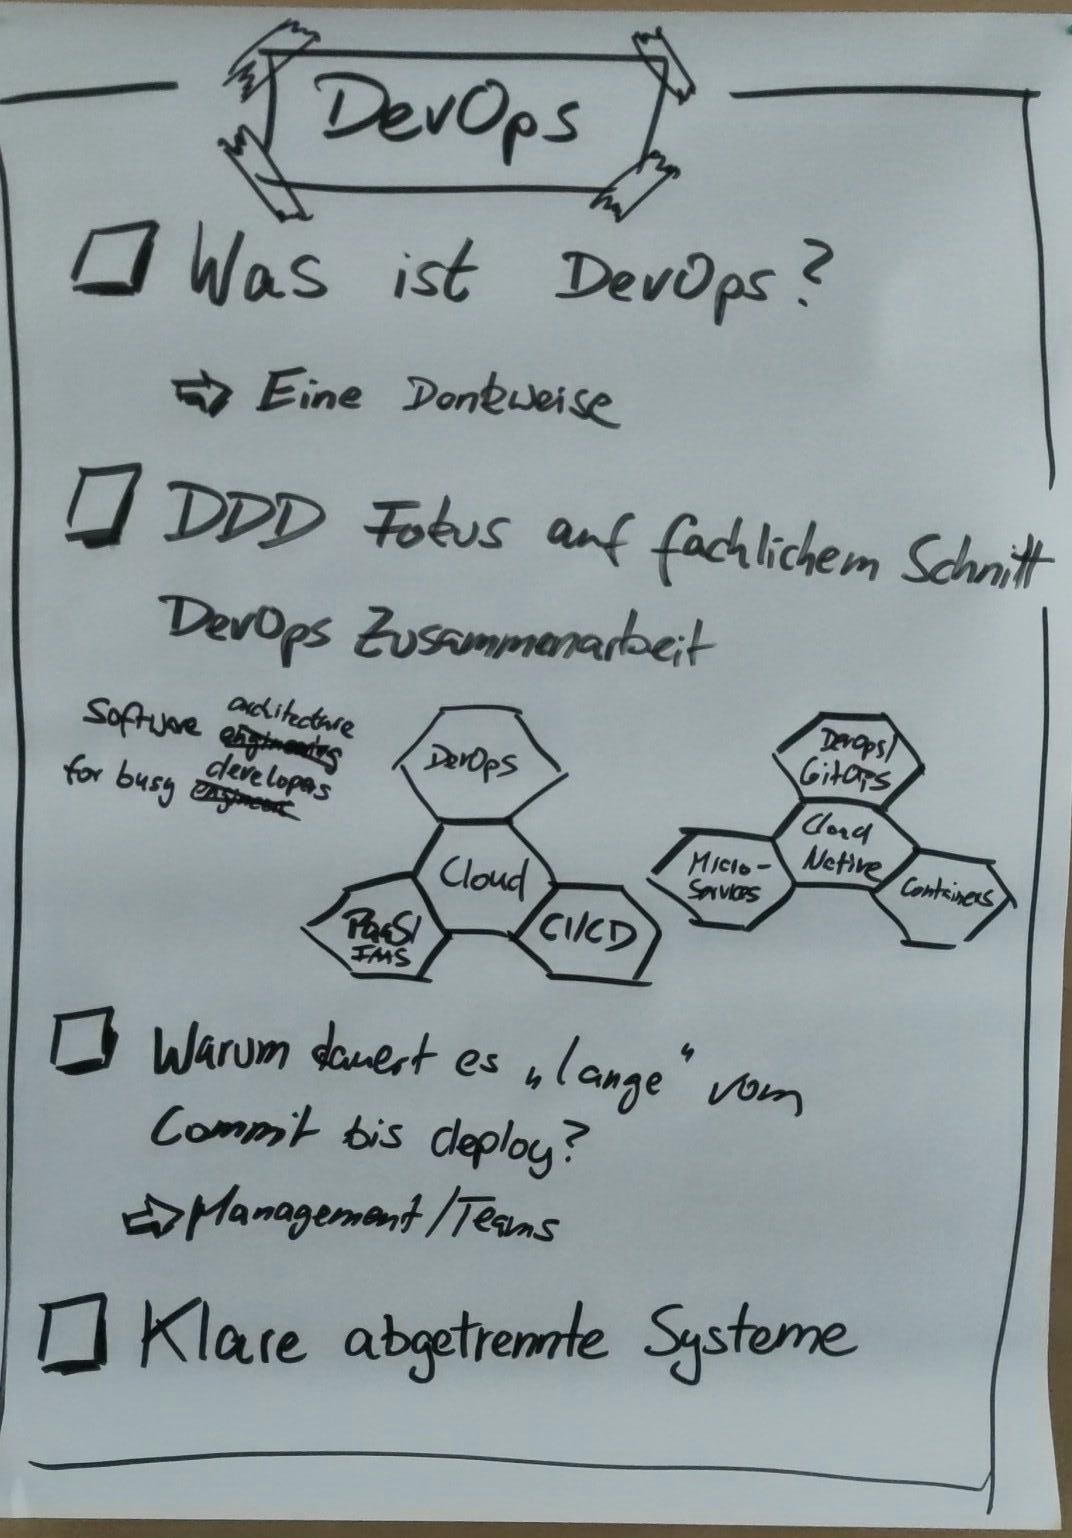 DevOps
Was ist DevOps?
⇒ Eine Denkweise
DDD Fokus auf fachlichem Schnitt
DevOps Zusammenarbeit
architecture
Software engineering
developers
for busy engineers
DevOps
Cloud
PaaS/
IMS
CI/CD
DevOps/
GitOps
Cloud
Native
Micro-
Services
Containers
Warum dauert es „lange“ vom
Commit bis deploy?
⇒ Management/Teams
Klare abgetrennte Systeme